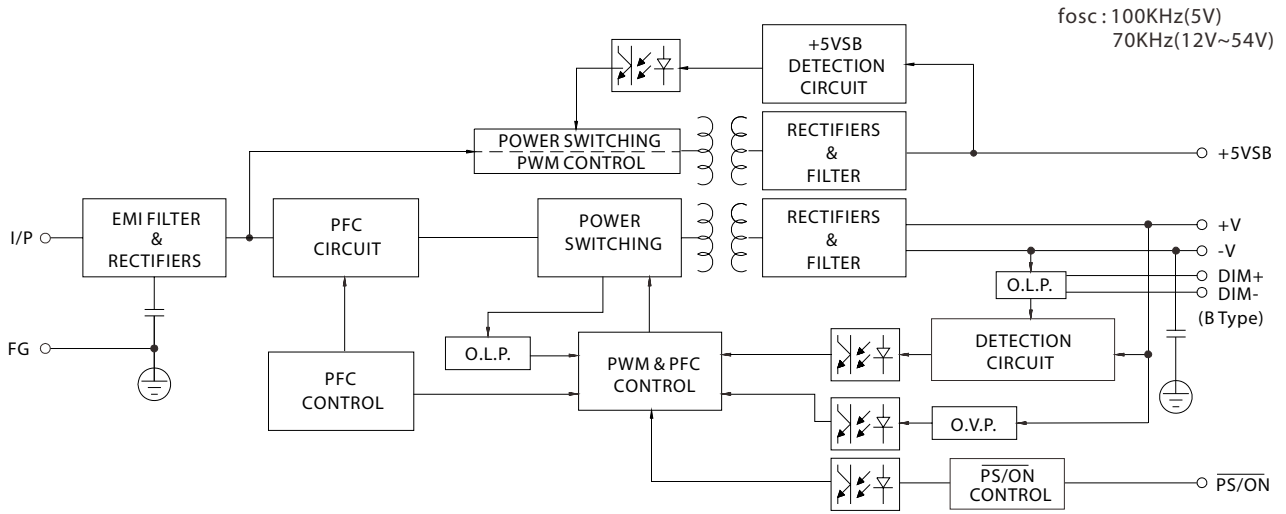 fosc : 100KHz(5V)
70KHz(12V~54V)
+5VSB
DETECTION
CIRCUIT
POWER SWITCHING
PWM CONTROL
RECTIFIERS
&
FILTER
+5VSB
I/P
EMI FILTER
&
RECTIFIERS
PFC
CIRCUIT
POWER
SWITCHING
RECTIFIERS
&
FILTER
+V
-V
O.L.P.
DIM+
DIM-
(B Type)
FG
PFC
CONTROL
O.L.P.
PWM & PFC
CONTROL
DETECTION
CIRCUIT
O.V.P.
PS/ON
CONTROL
PS/ON